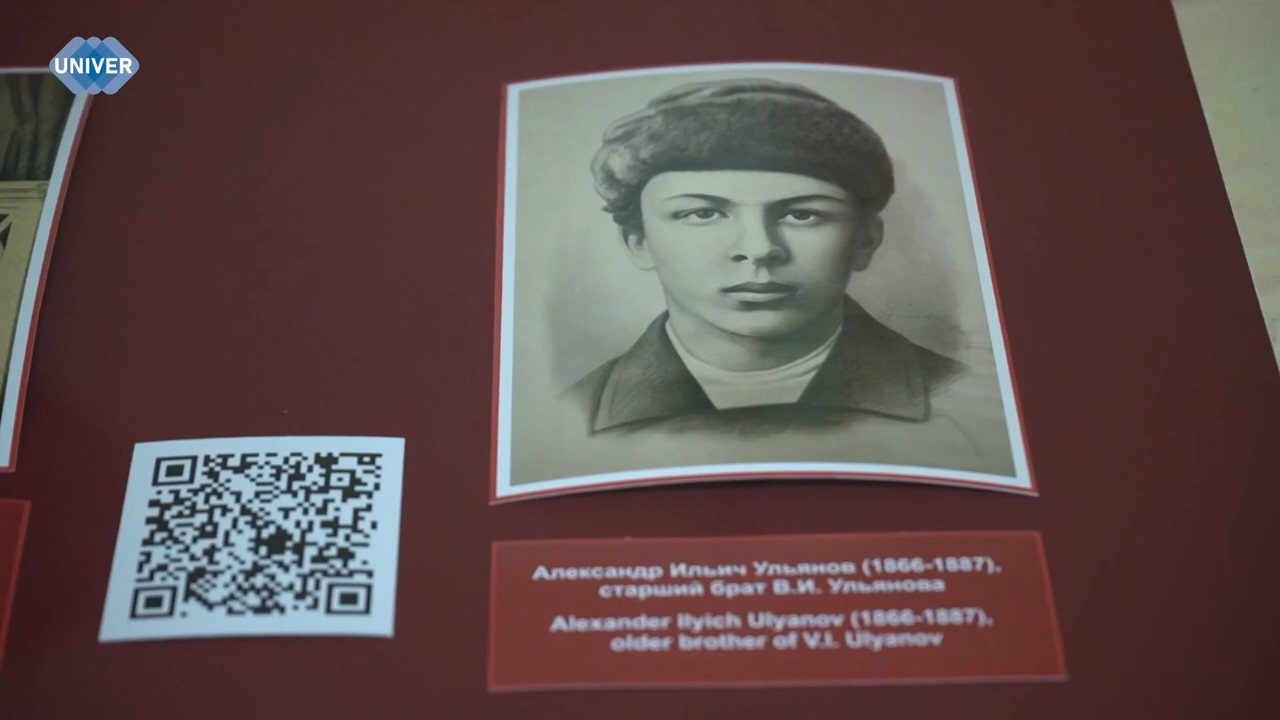 UNIVER
Александр Ильич Ульянов (1866-1887),
старший брат В.И. Ульянова
Alexander Ilyich Ulyanov (1866-1887),
older brother of V.I. Ulyanov